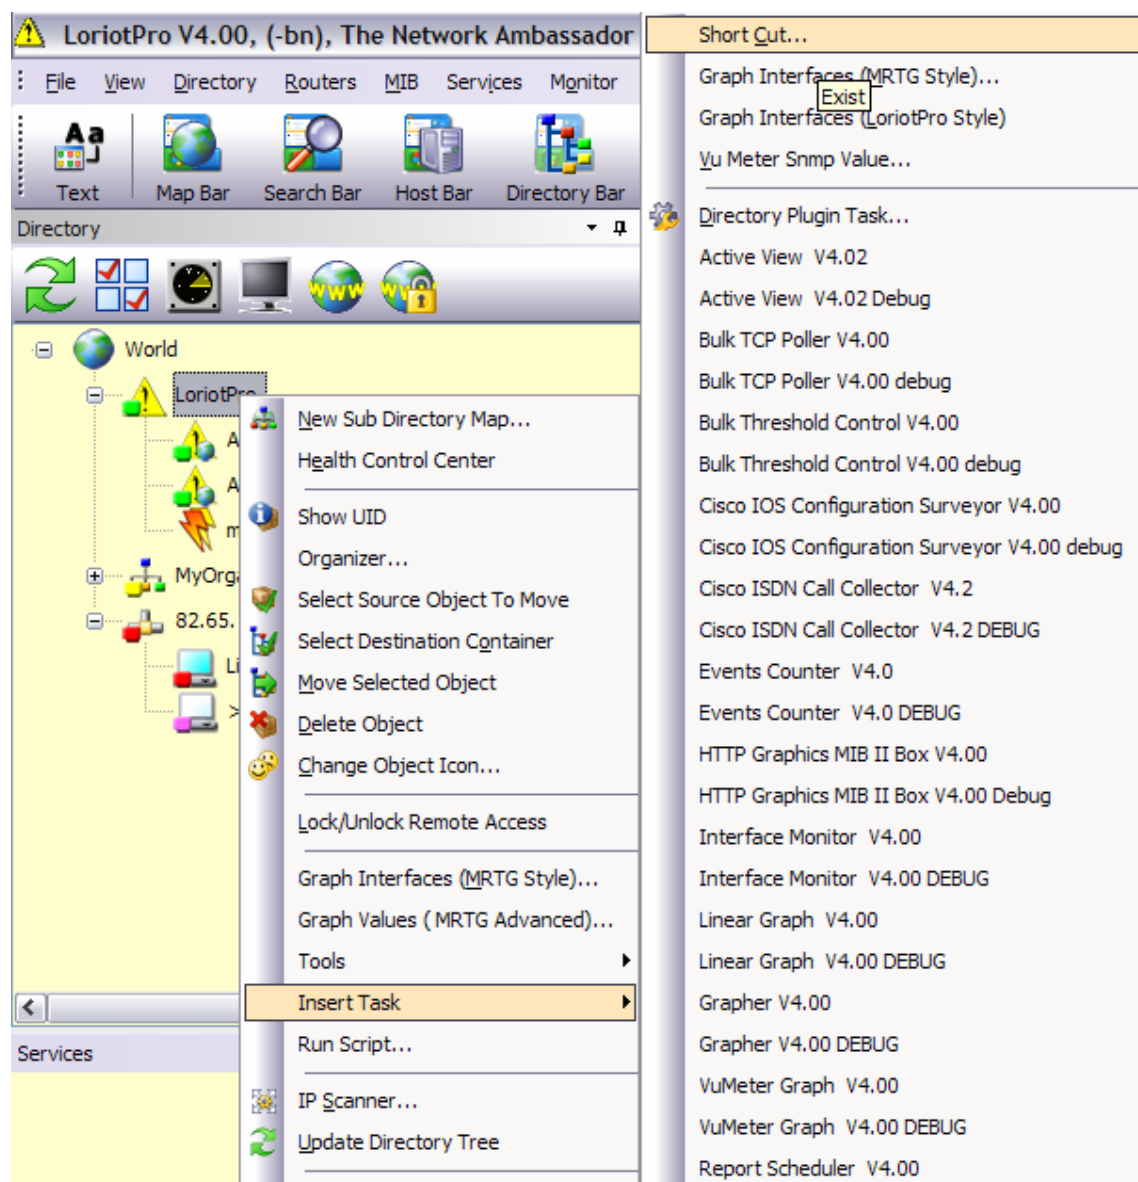 LoriotPro V4.00, (-bn), The Network Ambassador
File View Directory Routers MIB Services Monitor
Aa
Text Map Bar Search Bar Host Bar Directory Bar
Directory
www www
World
LoriotPro
A
A
m
MyOrga
82.65.
Li
>
Services
New Sub Directory Map...
Health Control Center
Show UID
Organizer...
Select Source Object To Move
Select Destination Container
Move Selected Object
Delete Object
Change Object Icon...
Lock/Unlock Remote Access
Graph Interfaces (MRTG Style)...
Graph Values ( MRTG Advanced)...
Tools
Insert Task
Run Script...
IP Scanner...
Update Directory Tree
Short Cut...
Graph Interfaces (MRTG Style)...
Exist
Graph Interfaces (LoriotPro Style)
Vu Meter Snmp Value...
Directory Plugin Task...
Active View V4.02
Active View V4.02 Debug
Bulk TCP Poller V4.00
Bulk TCP Poller V4.00 debug
Bulk Threshold Control V4.00
Bulk Threshold Control V4.00 debug
Cisco IOS Configuration Surveyor V4.00
Cisco IOS Configuration Surveyor V4.00 debug
Cisco ISDN Call Collector V4.2
Cisco ISDN Call Collector V4.2 DEBUG
Events Counter V4.0
Events Counter V4.0 DEBUG
HTTP Graphics MIB II Box V4.00
HTTP Graphics MIB II Box V4.00 Debug
Interface Monitor V4.00
Interface Monitor V4.00 DEBUG
Linear Graph V4.00
Linear Graph V4.00 DEBUG
Grapher V4.00
Grapher V4.00 DEBUG
VuMeter Graph V4.00
VuMeter Graph V4.00 DEBUG
Report Scheduler V4.00